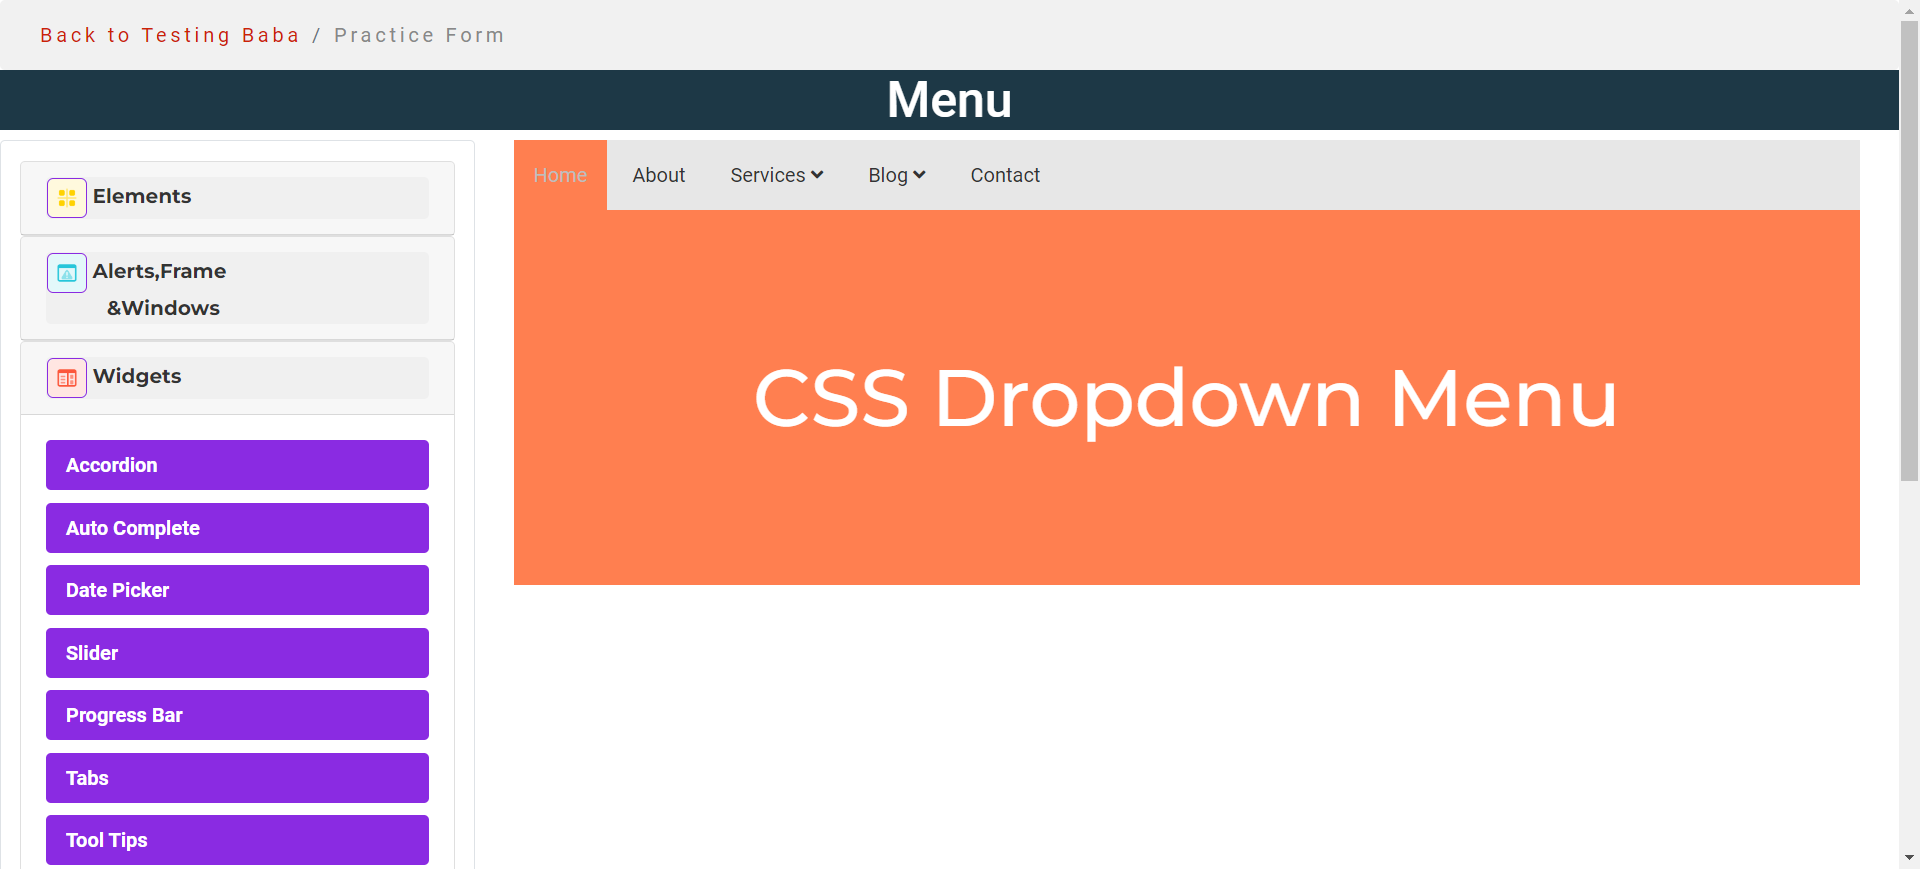 Back to Testing Baba / Practice Form
Menu
Elements
Alerts,Frame
&Windows
Widgets
Accordion
Auto Complete
Date Picker
Slider
Progress Bar
Tabs
Tool Tips
Home About Services Blog Contact
CSS Dropdown Menu